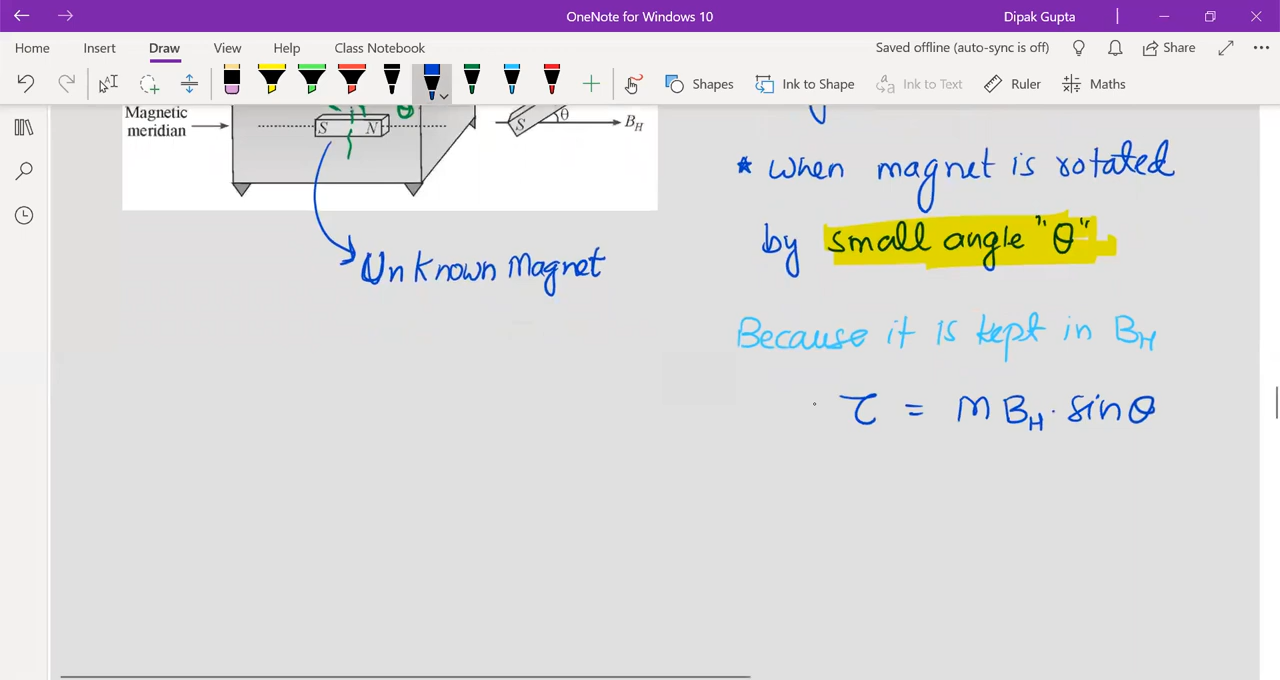 OneNote for Windows 10
Dipak Gupta
Home Insert Draw View Help Class Notebook
Saved offline (auto-sync is off) Share
Shapes Ink to Shape Ink to Text Ruler Maths
Magnetic
meridian
S N
θ
S
θ
B_H
Unknown Magnet
* When magnet is rotated
by small angle "θ"
Because it is kept in B_H
τ = M B_H · sinθ